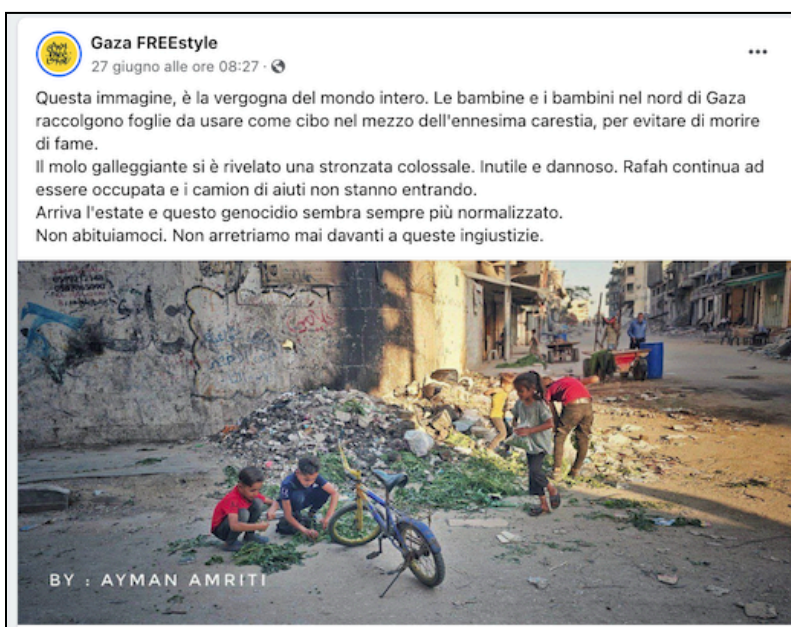 Gaza FREEstyle
27 giugno alle ore 08:27 ·
Questa immagine, è la vergogna del mondo intero. Le bambine e i bambini nel nord di Gaza
raccolgono foglie da usare come cibo nel mezzo dell'ennesima carestia, per evitare di morire
di fame.
Il molo galleggiante si è rivelato una stronzata colossale. Inutile e dannoso. Rafah continua ad
essere occupata e i camion di aiuti non stanno entrando.
Arriva l'estate e questo genocidio sembra sempre più normalizzato.
Non abituiamoci. Non arretriamo mai davanti a queste ingiustizie.
BY : AYMAN AMRITI